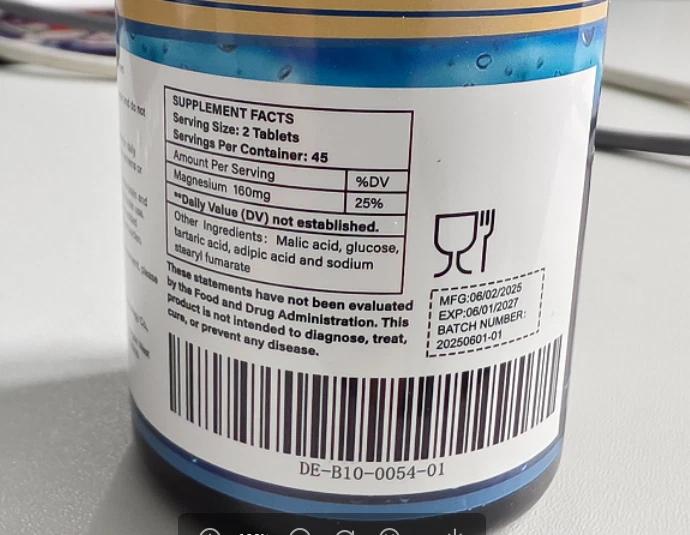 SUPPLEMENT FACTS
Serving Size: 2 Tablets
Servings Per Container: 45
Amount Per Serving %DV
Magnesium 160mg 25%
**Daily Value (DV) not established.
Other Ingredients: Malic acid, glucose,
tartaric acid, adipic acid and sodium
stearyl fumarate
These statements have not been evaluated
by the Food and Drug Administration. This
product is not intended to diagnose, treat,
cure, or prevent any disease.
MFG:06/02/2025
EXP:06/01/2027
BATCH NUMBER:
20250601-01
DE-B10-0054-01